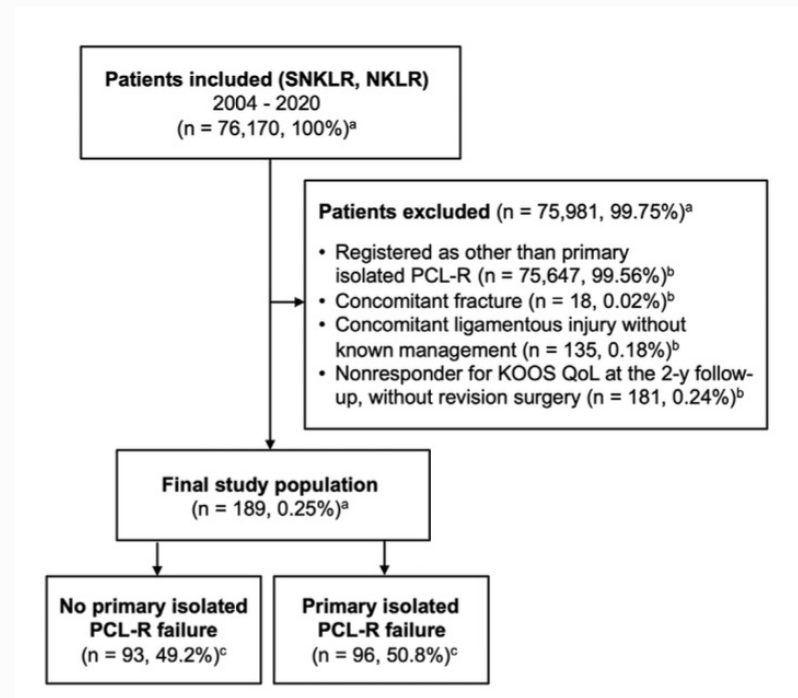 Patients included (SNKLR, NKLR)
2004 - 2020
(n = 76,170, 100%)ᵃ
Patients excluded (n = 75,981, 99.75%)ᵃ
• Registered as other than primary
isolated PCL-R (n = 75,647, 99.56%)ᵇ
• Concomitant fracture (n = 18, 0.02%)ᵇ
• Concomitant ligamentous injury without
known management (n = 135, 0.18%)ᵇ
• Nonresponder for KOOS QoL at the 2-y follow-
up, without revision surgery (n = 181, 0.24%)ᵇ
Final study population
(n = 189, 0.25%)ᵃ
No primary isolated
PCL-R failure
(n = 93, 49.2%)ᶜ
Primary isolated
PCL-R failure
(n = 96, 50.8%)ᶜ